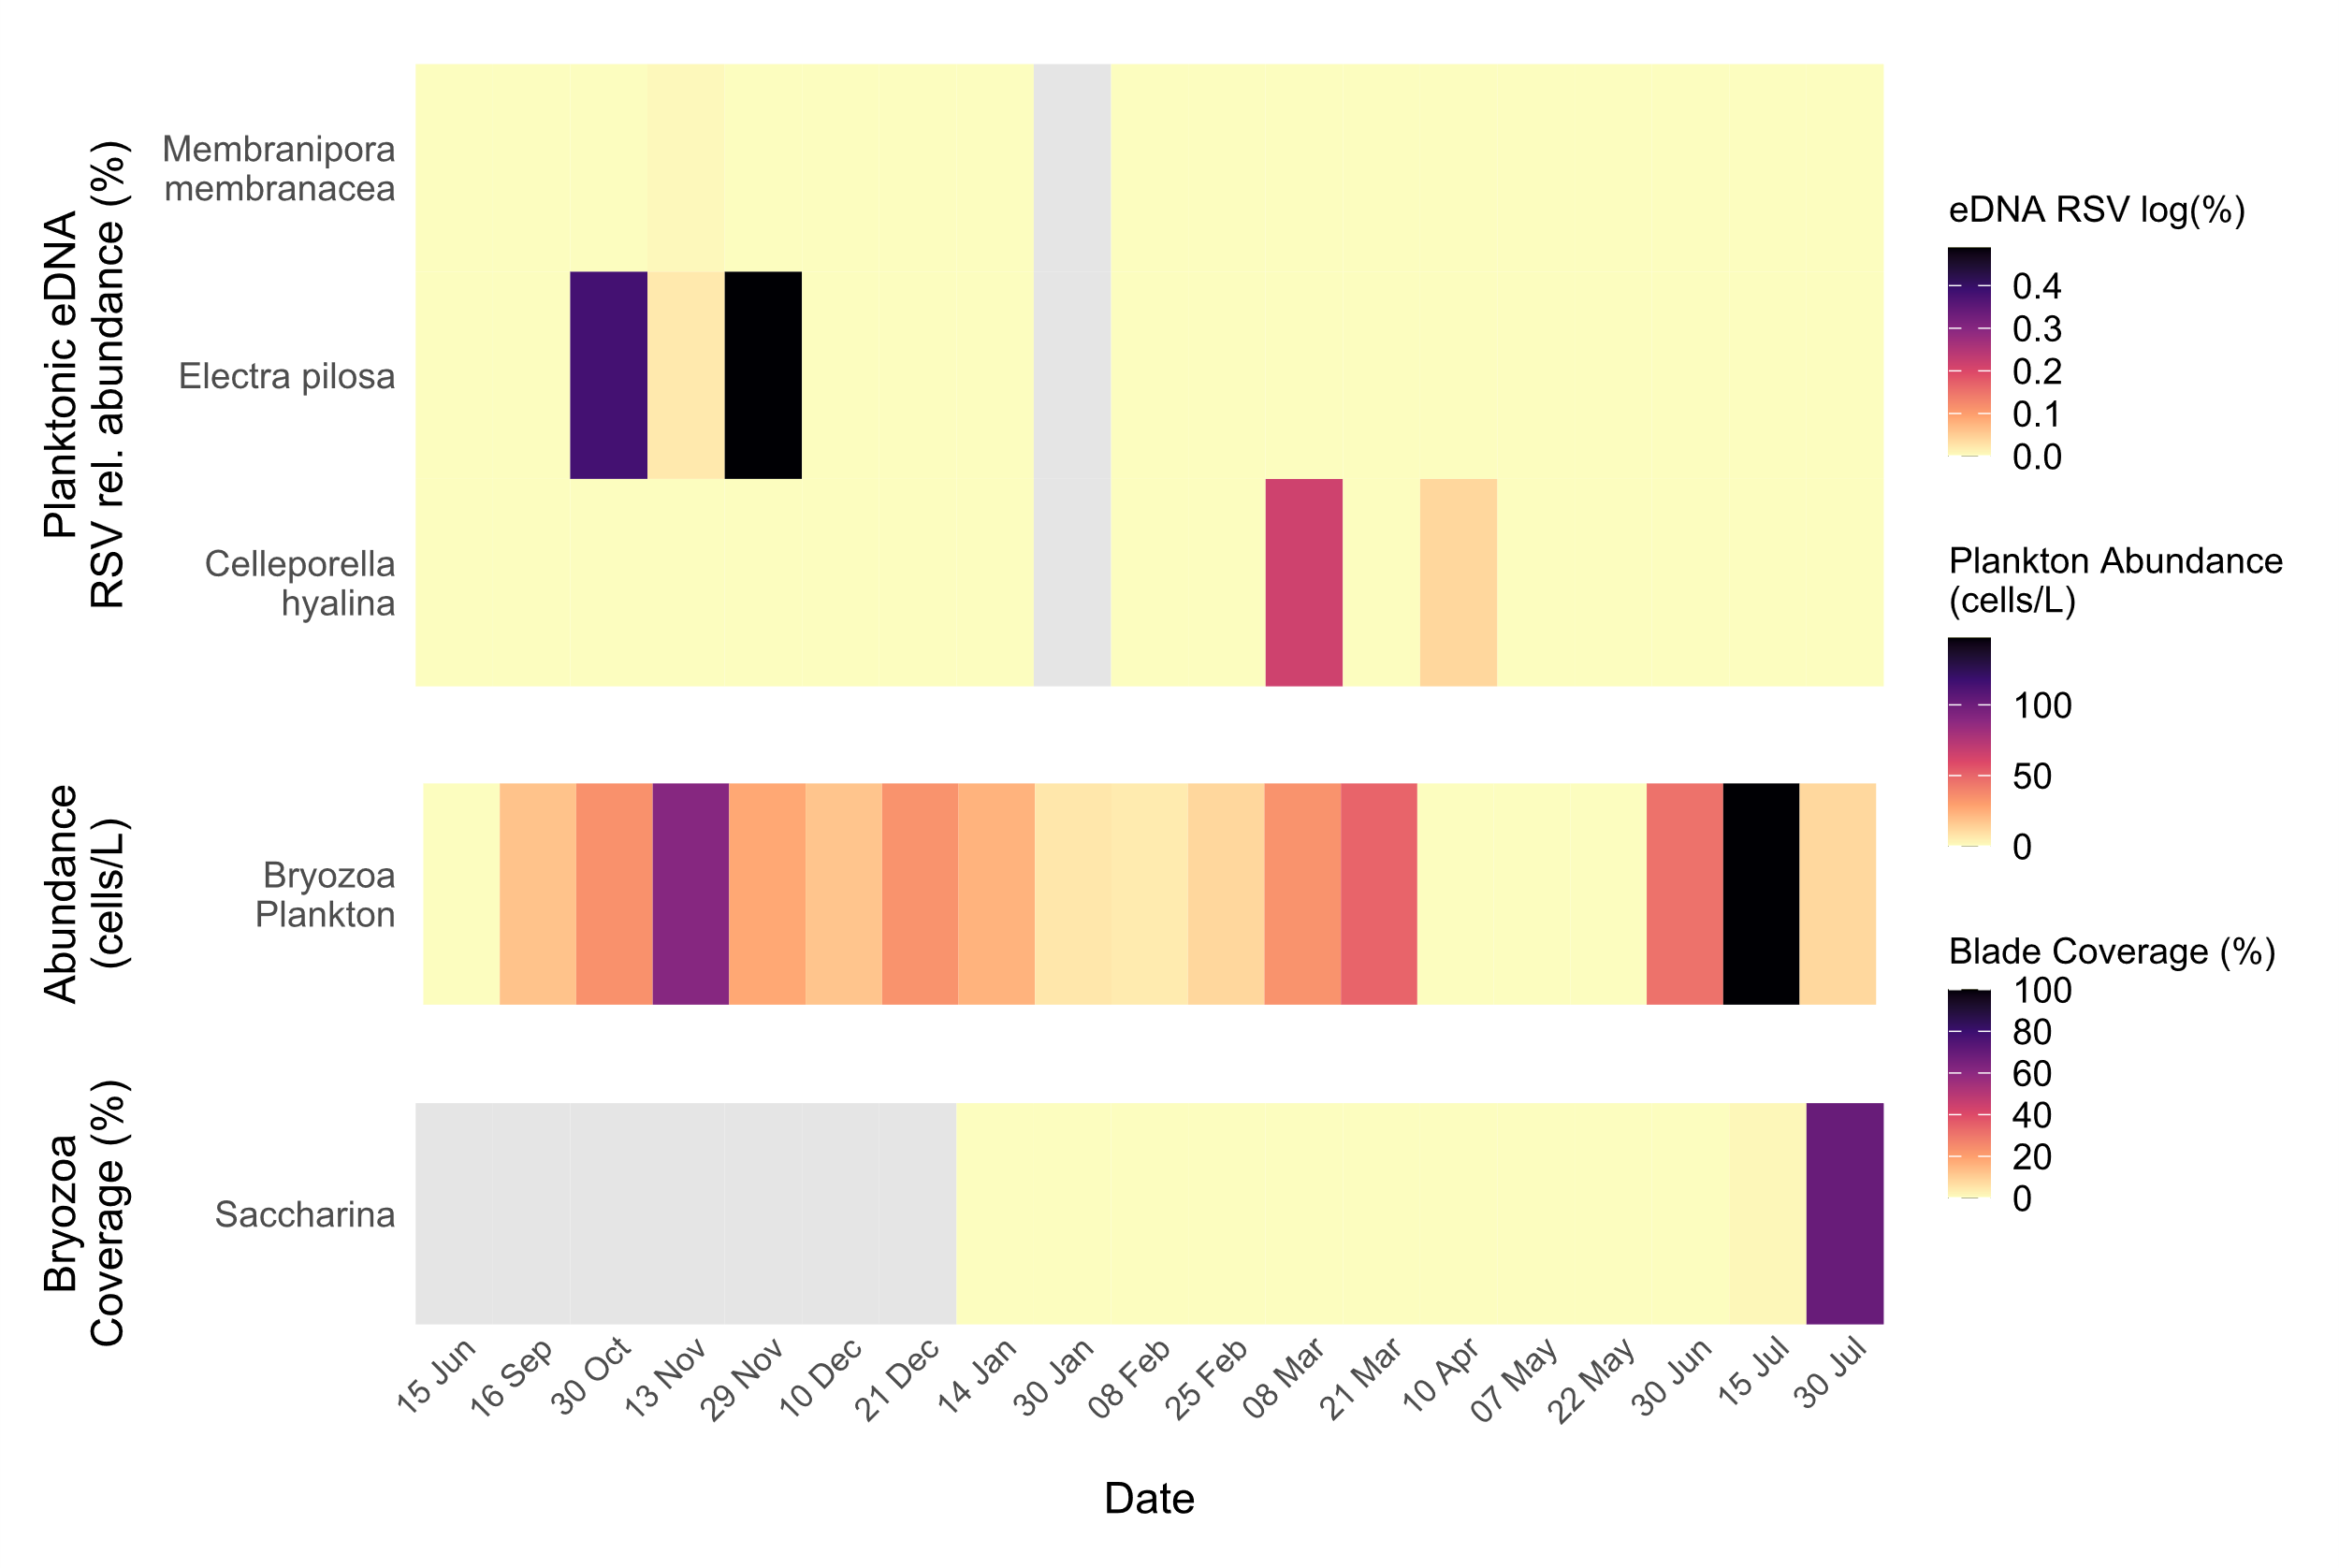 Planktonic eDNA
RSV rel. abundance (%)
Membranipora
membranacea
Electra pilosa
Celleporella
hyalina
Abundance
(cells/L)
Bryozoa
Plankton
Bryozoa
Coverage (%)
Saccharina
15 Jun
16 Sep
30 Oct
13 Nov
29 Nov
10 Dec
21 Dec
14 Jan
30 Jan
08 Feb
25 Feb
08 Mar
21 Mar
10 Apr
07 May
22 May
30 Jun
15 Jul
30 Jul
Date
eDNA RSV log(%)
0.4
0.3
0.2
0.1
0.0
Plankton Abundance
(cells/L)
100
50
0
Blade Coverage (%)
100
80
60
40
20
0